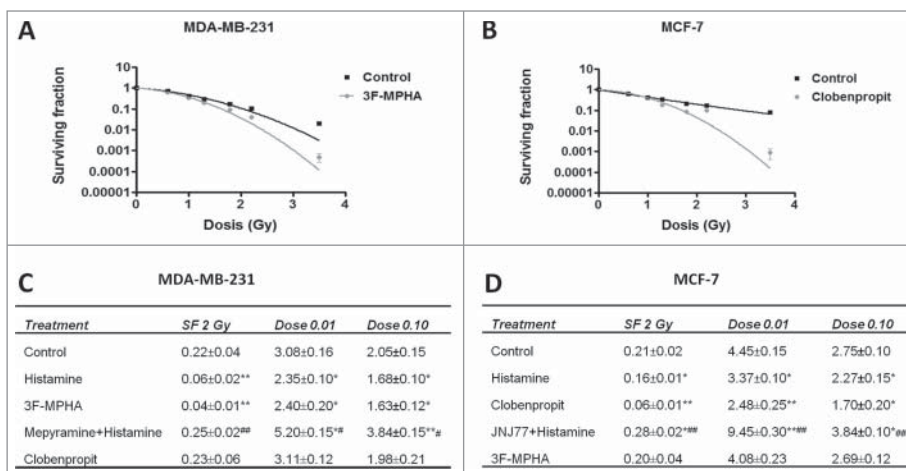 A
MDA-MB-231
Surviving fraction
10
1
0.1
0.01
0.001
0.0001
0.00001
0 1 2 3 4
Dosis (Gy)
Control
3F-MPHA
B
MCF-7
Surviving fraction
10
1
0.1
0.01
0.001
0.0001
0.00001
0 1 2 3 4
Dosis (Gy)
Control
Clobenpropit
C MDA-MB-231
Treatment SF 2 Gy Dose 0.01 Dose 0.10
Control 0.22±0.04 3.08±0.16 2.05±0.15
Histamine 0.06±0.02** 2.35±0.10* 1.68±0.10*
3F-MPHA 0.04±0.01** 2.40±0.20* 1.63±0.12*
Mepyramine+Histamine 0.25±0.02## 5.20±0.15*# 3.84±0.15**#
Clobenpropit 0.23±0.06 3.11±0.12 1.98±0.21
D MCF-7
Treatment SF 2 Gy Dose 0.01 Dose 0.10
Control 0.21±0.02 4.45±0.15 2.75±0.10
Histamine 0.16±0.01* 3.37±0.10* 2.27±0.15*
Clobenpropit 0.06±0.01** 2.48±0.25** 1.70±0.20*
JNJ77+Histamine 0.28±0.02*## 9.45±0.30**## 3.84±0.10*##
3F-MPHA 0.20±0.04 4.08±0.23 2.69±0.12